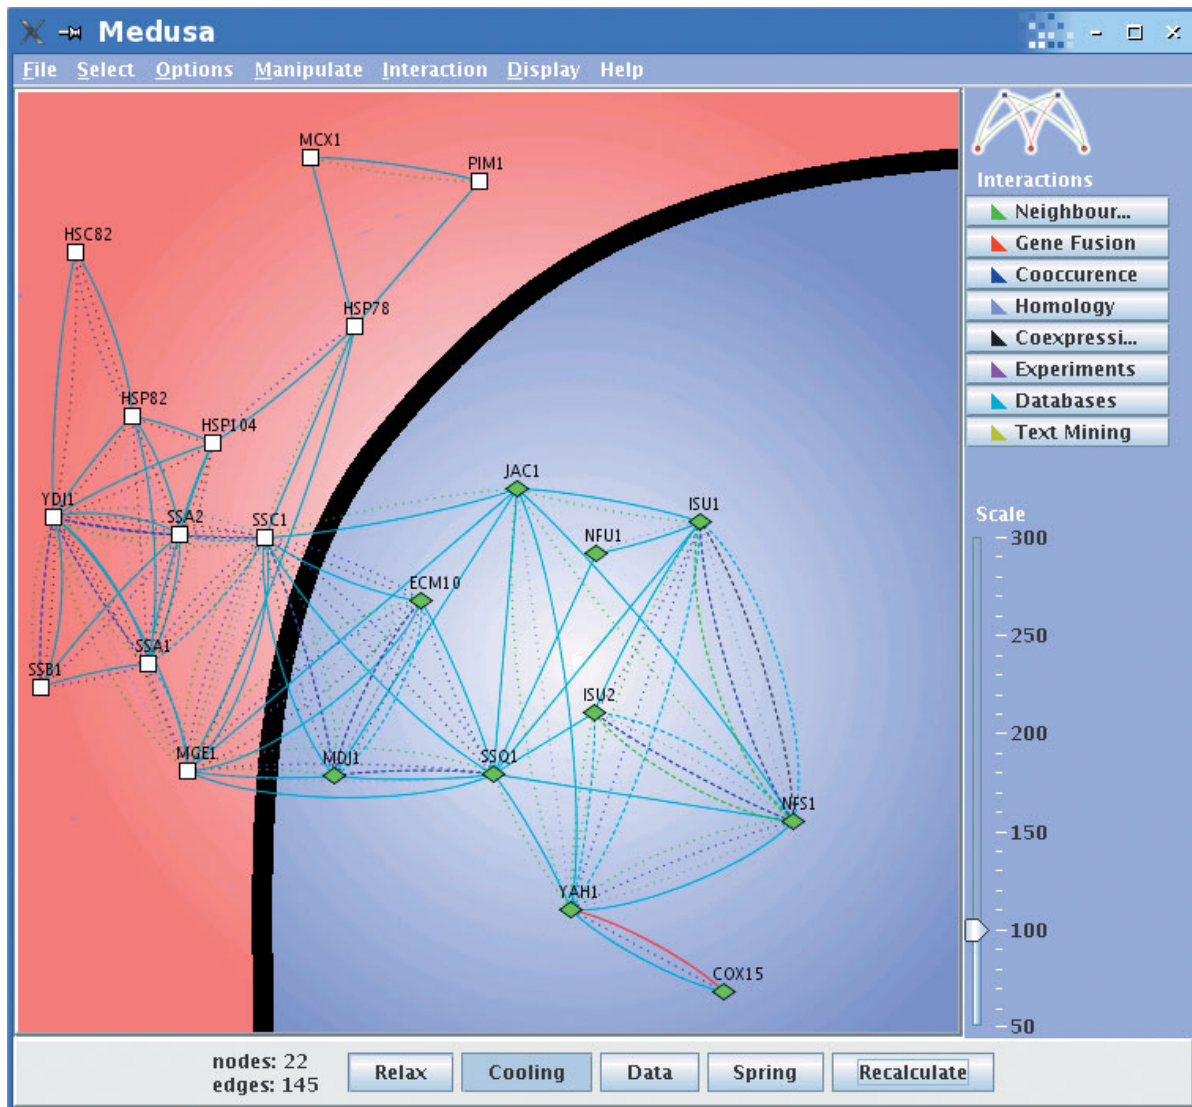 Medusa
File Select Options Manipulate Interaction Display Help
MCX1
PIM1
HSC82
HSP78
HSP82
HSP104
YDJ1
SSA2
SSC1
JAC1
ISU1
NFU1
ECM10
SSA1
SSB1
ISU2
MGE1
MDJ1
SSQ1
NFS1
YAH1
COX15
Interactions
Neighbour...
Gene Fusion
Cooccurence
Homology
Coexpressi...
Experiments
Databases
Text Mining
Scale
300
250
200
150
100
50
nodes: 22
edges: 145
Relax Cooling Data Spring Recalculate